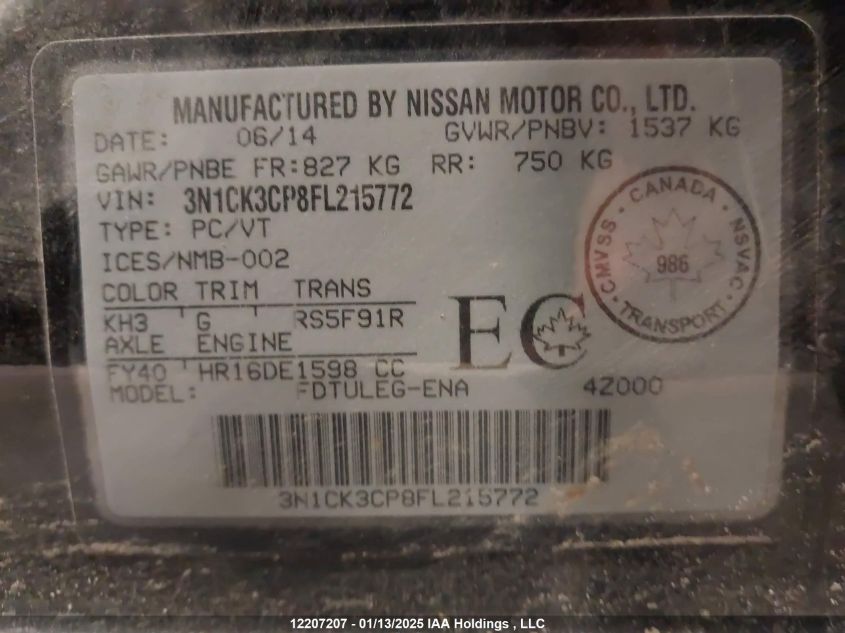 MANUFACTURED BY NISSAN MOTOR CO., LTD.
DATE: 06/14 GVWR/PNBV: 1537 KG
GAWR/PNBE FR:827 KG RR: 750 KG
VIN: 3N1CK3CP8FL215772
TYPE: PC/VT
ICES/NMB-002
COLOR TRIM TRANS
KH3 G RS5F91R
AXLE ENGINE
FY40 HR16DE1598 CC
MODEL: FDTULEG-ENA 4Z000
EC
CANADA
CMVSS 986 NSVAC
TRANSPORT
3N1CK3CP8FL215772
12207207 - 01/13/2025 IAA Holdings , LLC